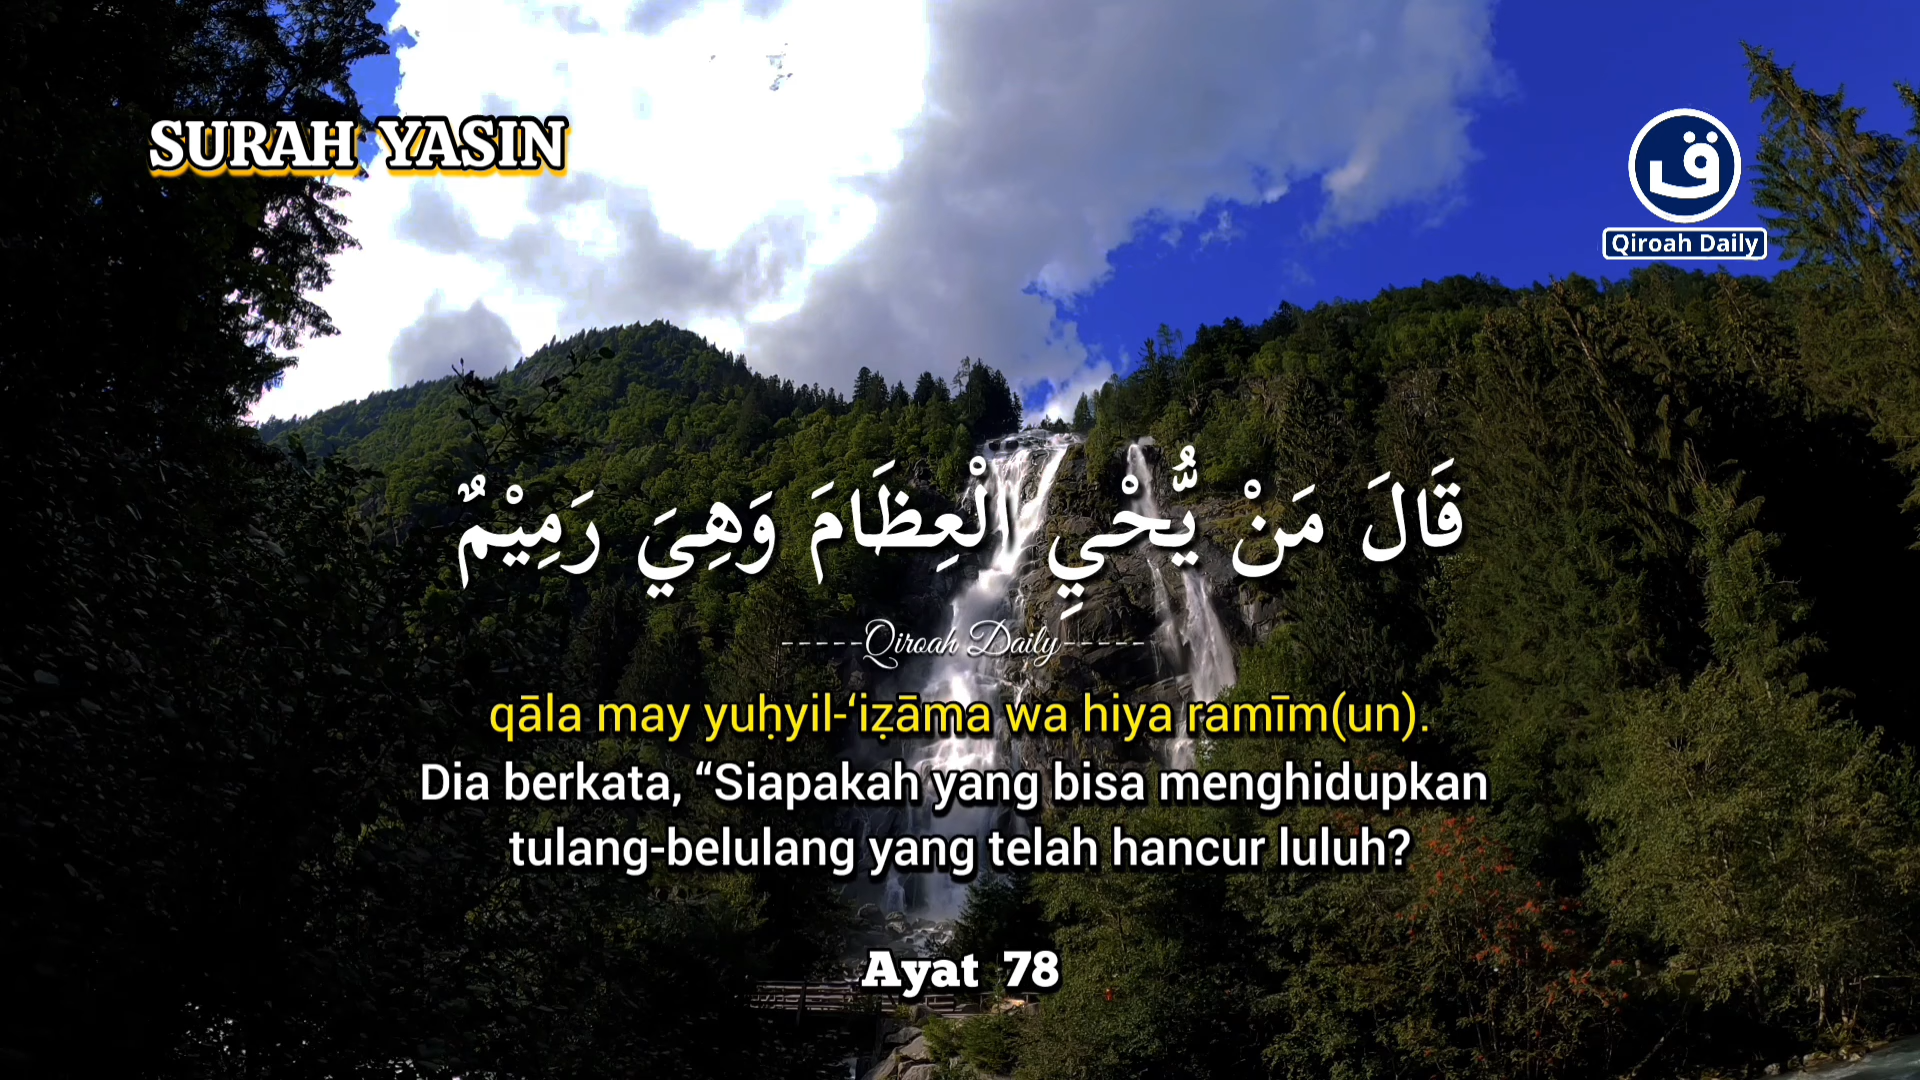 SURAH YASIN
ق
Qiroah Daily
قَالَ مَنْ يُّحْيِ الْعِظَامَ وَهِيَ رَمِيْمٌ
-----Qiroah Daily-----
qāla may yuḥyil-‘iẓāma wa hiya ramīm(un).
Dia berkata, “Siapakah yang bisa menghidupkan
tulang-belulang yang telah hancur luluh?
Ayat 78